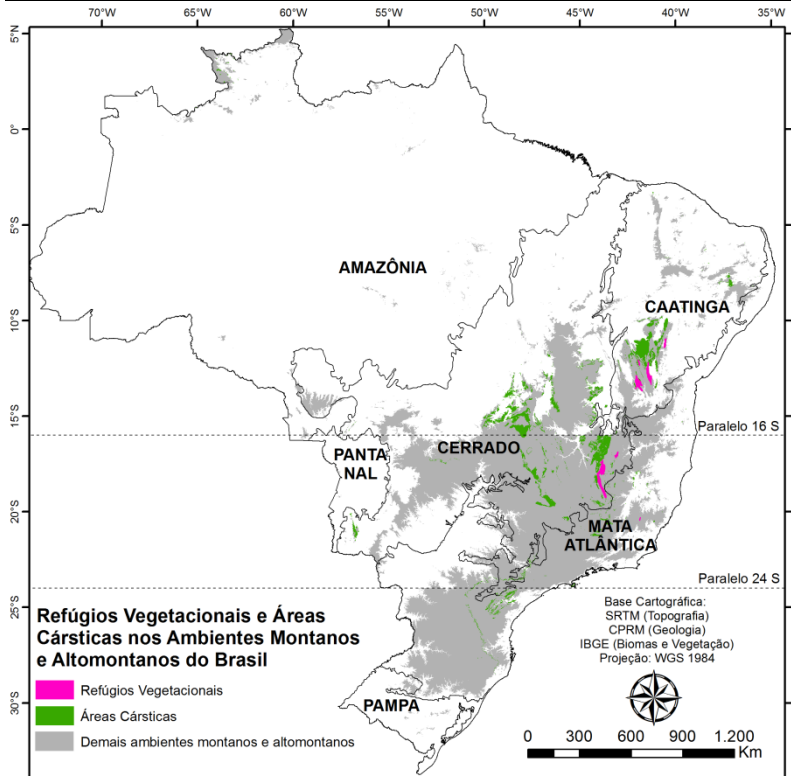 70°W 65°W 60°W 55°W 50°W 45°W 40°W 35°W
5°N
0°
5°S
10°S
15°S
20°S
25°S
30°S
AMAZÔNIA
CAATINGA
Paralelo 16 S
PANTA
NAL
CERRADO
MATA
ATLÂNTICA
Paralelo 24 S
PAMPA
Refúgios Vegetacionais e Áreas
Cársticas nos Ambientes Montanos
e Altomontanos do Brasil
Refúgios Vegetacionais
Áreas Cársticas
Demais ambientes montanos e altomontanos
Base Cartográfica:
SRTM (Topografia)
CPRM (Geologia)
IBGE (Biomas e Vegetação)
Projeção: WGS 1984
0 300 600 900 1.200
Km